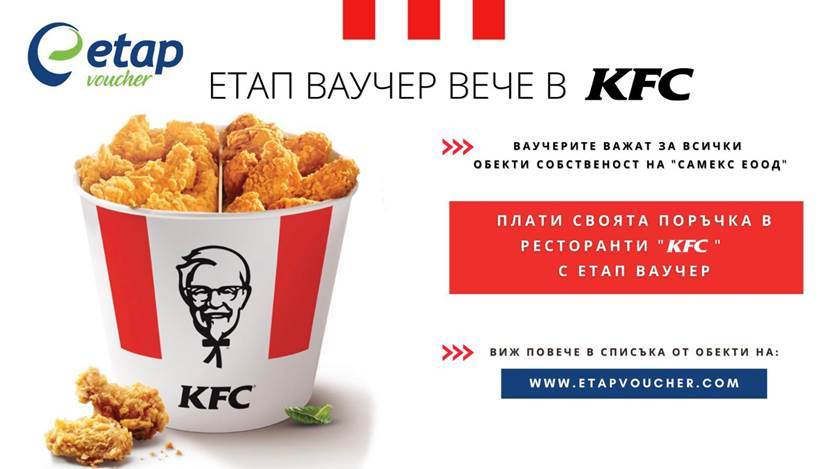 etap
voucher
ЕТАП ВАУЧЕР ВЕЧЕ В KFC
ВАУЧЕРИТЕ ВАЖАТ ЗА ВСИЧКИ
ОБЕКТИ СОБСТВЕНОСТ НА "САМЕКС ЕООД"
ПЛАТИ СВОЯТА ПОРЪЧКА В
РЕСТОРАНТИ "KFC "
С ЕТАП ВАУЧЕР
ВИЖ ПОВЕЧЕ В СПИСЪКА ОТ ОБЕКТИ НА:
WWW.ETAPVOUCHER.COM
KFC